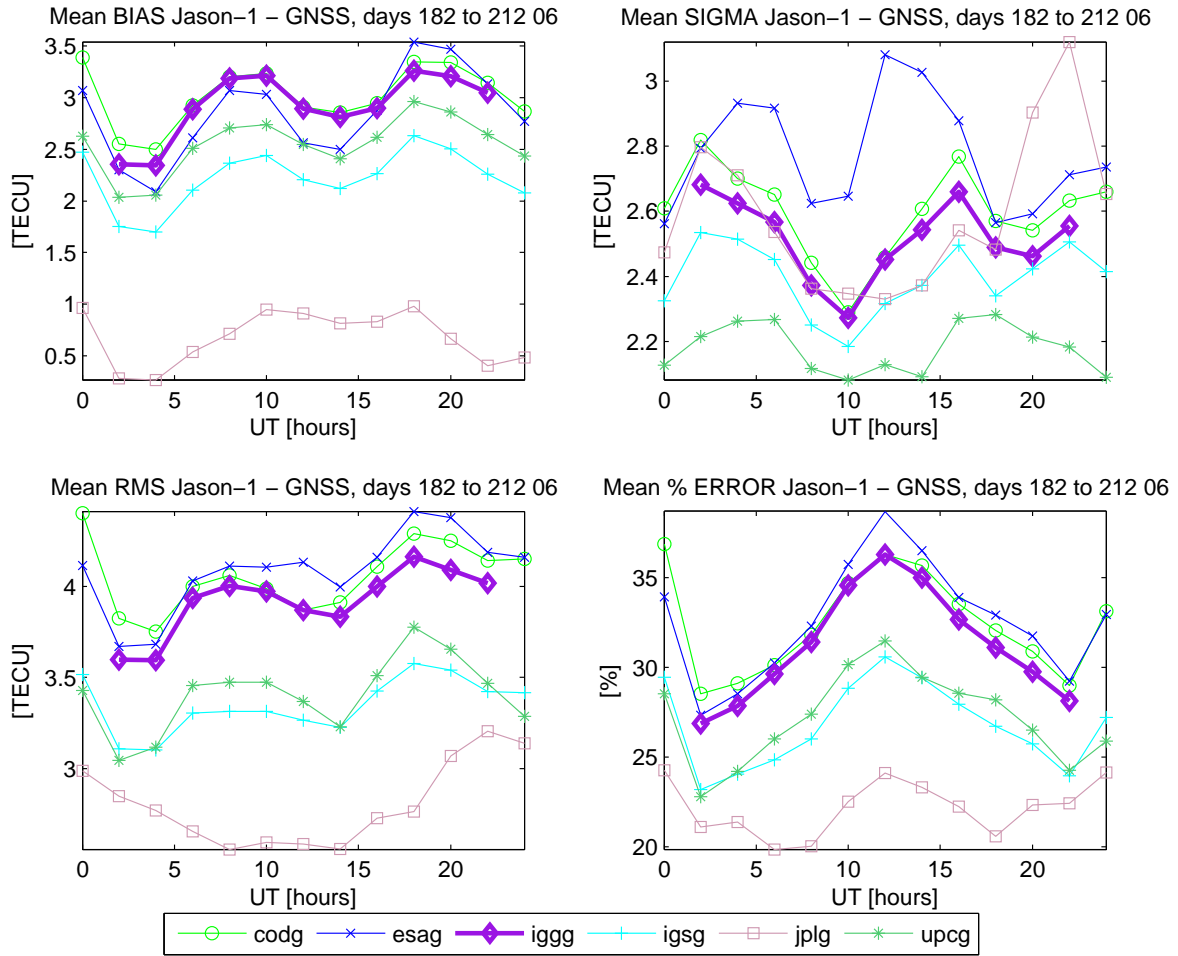 Mean BIAS Jason−1 − GNSS, days 182 to 212 06
Mean SIGMA Jason−1 − GNSS, days 182 to 212 06
3.5
3
2.5
2
1.5
1
0.5
[TECU]
0 5 10 15 20
UT [hours]
3
2.8
2.6
2.4
2.2
[TECU]
0 5 10 15 20
UT [hours]
Mean RMS Jason−1 − GNSS, days 182 to 212 06
Mean % ERROR Jason−1 − GNSS, days 182 to 212 06
4
3.5
3
[TECU]
0 5 10 15 20
UT [hours]
35
30
25
20
[%]
0 5 10 15 20
UT [hours]
codg esag iggg igsg jplg upcg